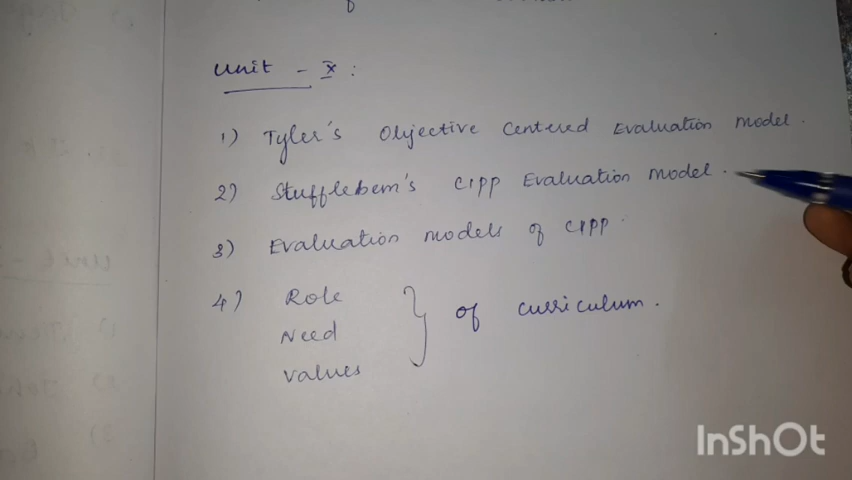 Unit - X :
1) Tyler's Objective Centered Evaluation Model.
2) Stufflebem's CIPP Evaluation Model.
3) Evaluation Models of CIPP.
4) Role
Need
Values
} of curriculum.
InShOt